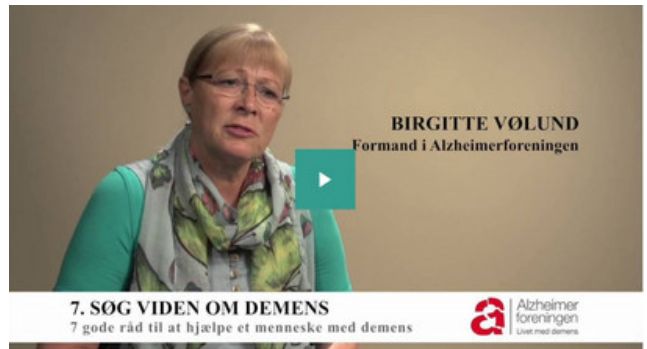 BIRGITTE VØLUND
Formand i Alzheimerforeningen
7. SØG VIDEN OM DEMENS
7 gode råd til at hjælpe et menneske med demens
Alzheimer
foreningen
Livet med demens